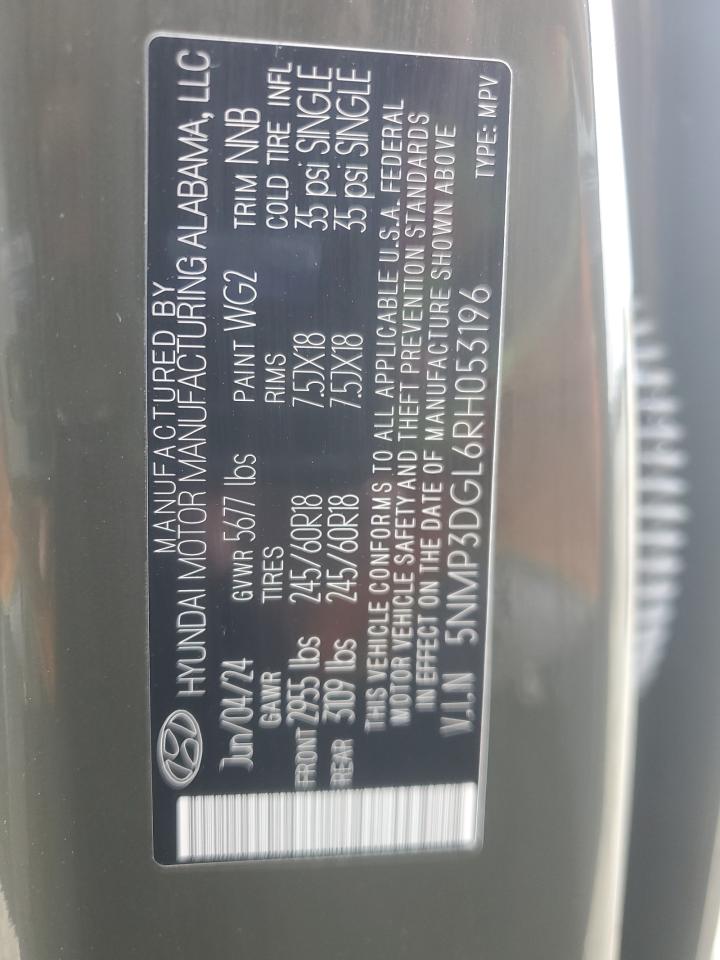 MANUFACTURED BY
HYUNDAI MOTOR MANUFACTURING ALABAMA, LLC
Jun/04/24 GVWR 5677 lbs PAINT WG2 TRIM NNB
GAWR TIRES RIMS COLD TIRE INFL
FRONT 2955 lbs 245/60R18 7.5JX18 35 psi SINGLE
REAR 3109 lbs 245/60R18 7.5JX18 35 psi SINGLE
THIS VEHICLE CONFORMS TO ALL APPLICABLE U.S.A. FEDERAL
MOTOR VEHICLE SAFETY AND THEFT PREVENTION STANDARDS
IN EFFECT ON THE DATE OF MANUFACTURE SHOWN ABOVE
V.I.N 5NMP3DGL6RH053196 TYPE: MPV